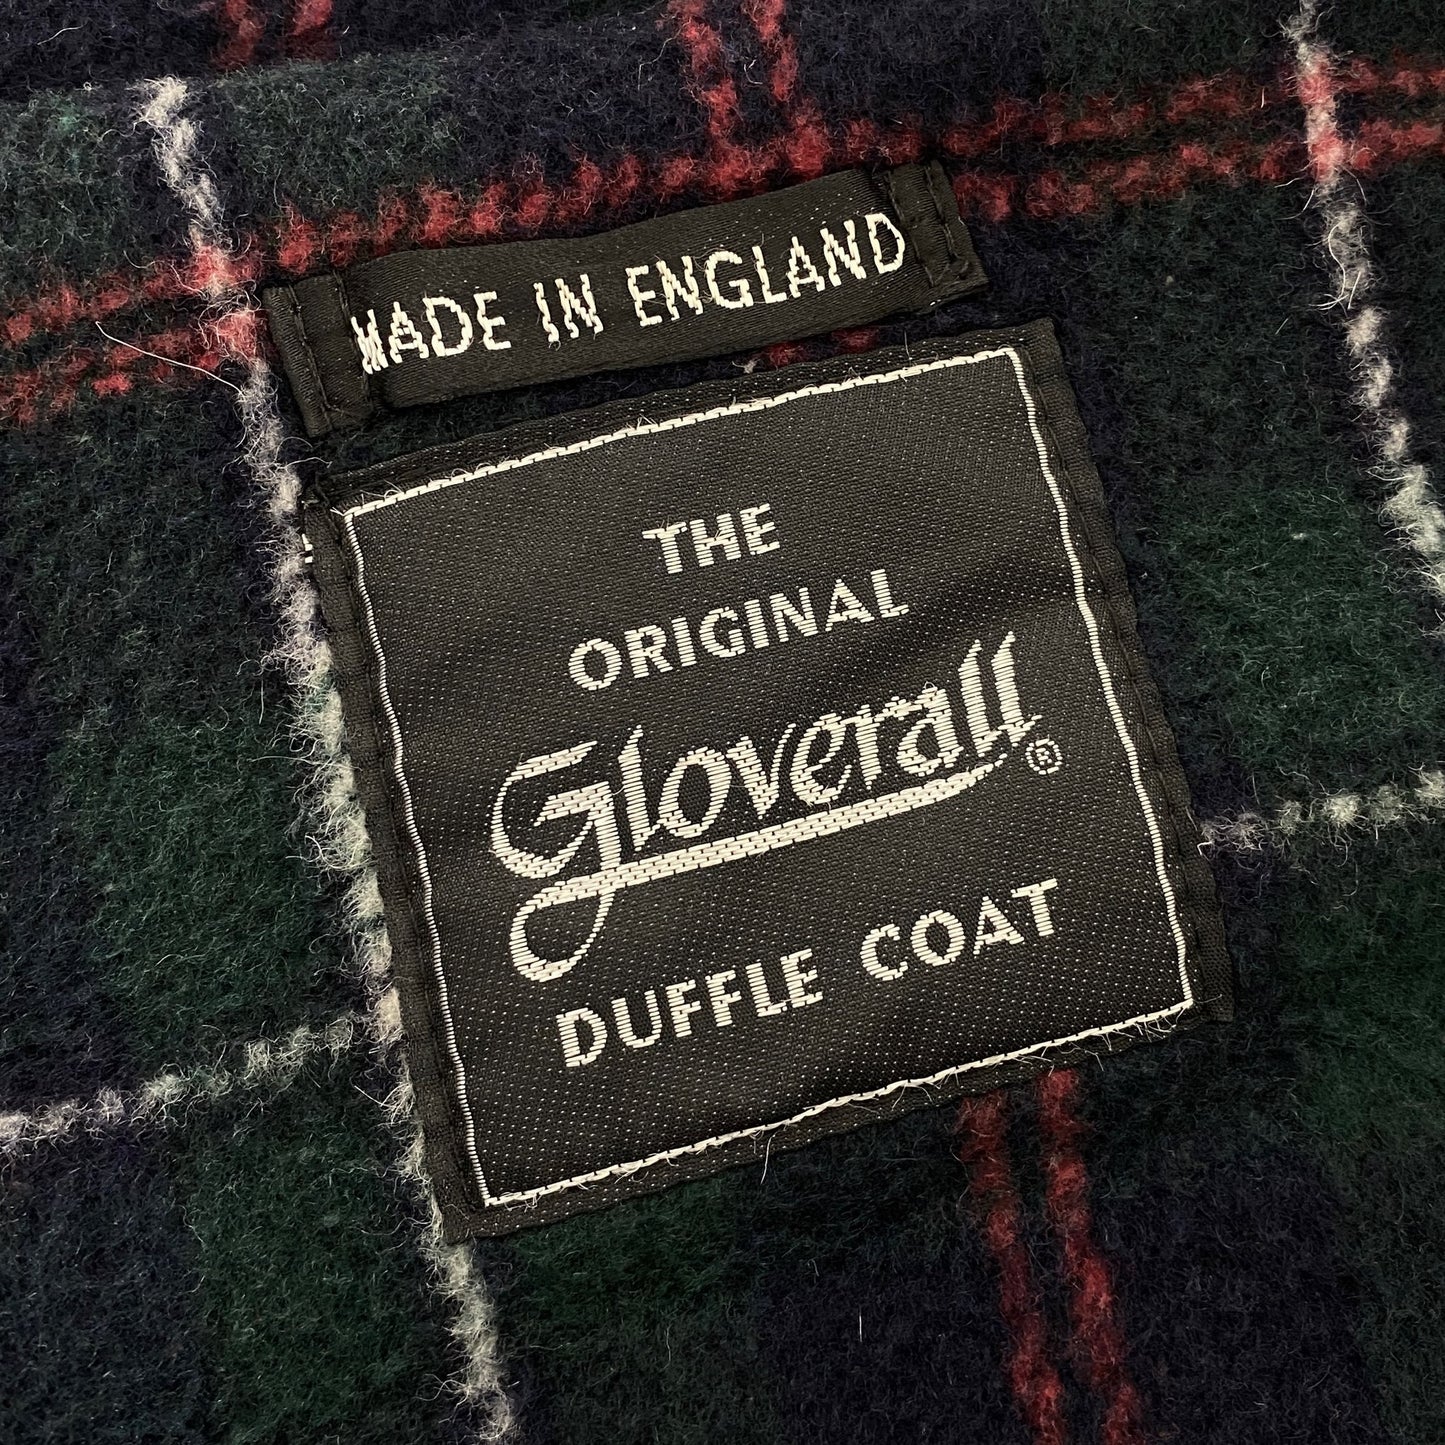 MADE IN ENGLAND
THE
ORIGINAL
Gloverall®
DUFFLE COAT